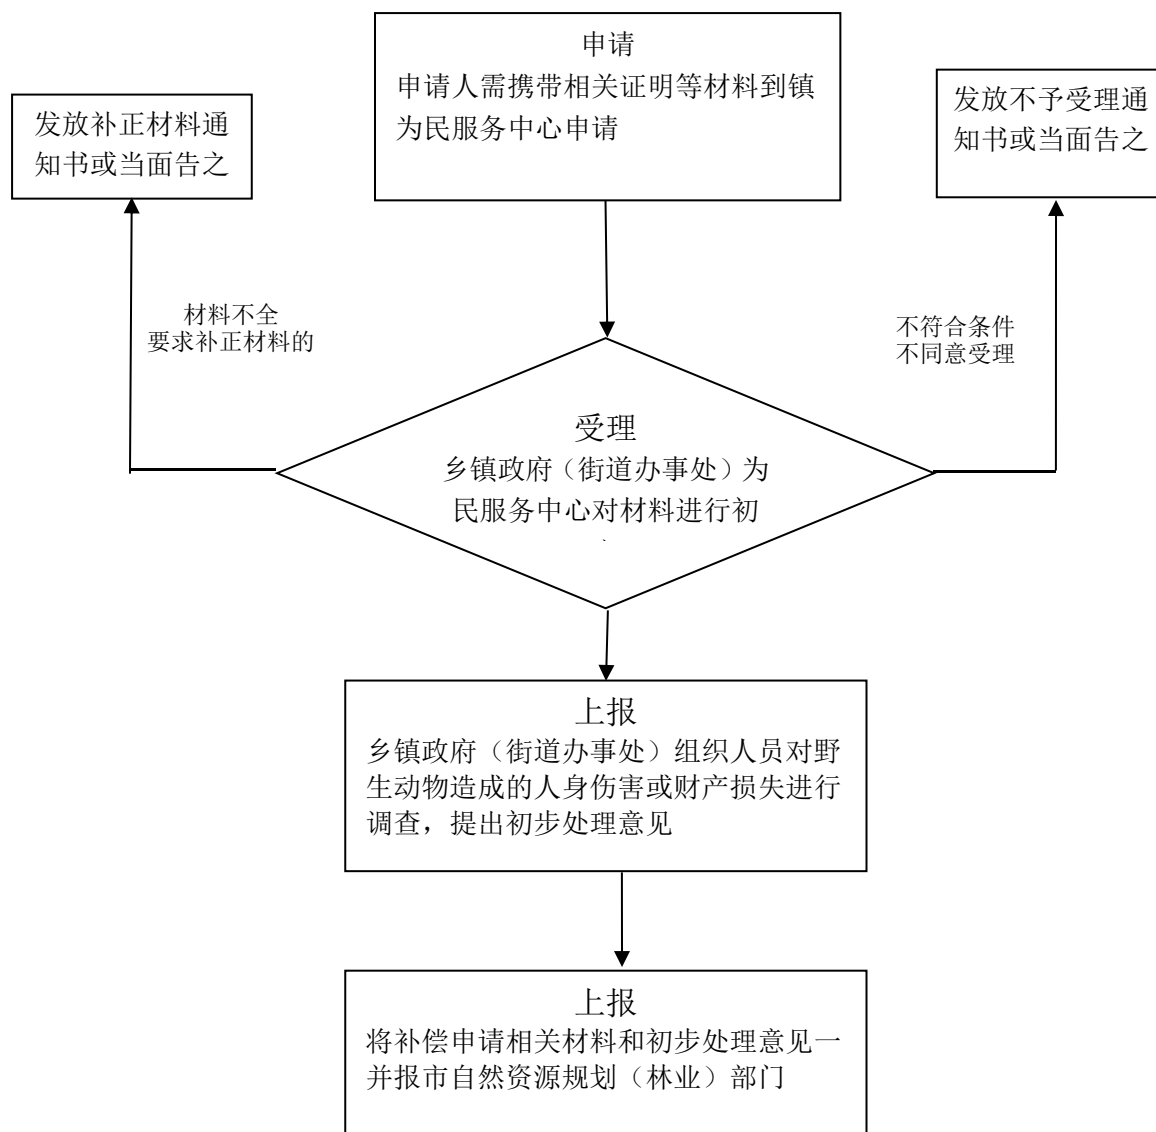 申请
申请人需携带相关证明等材料到镇
为民服务中心申请
发放补正材料通
知书或当面告之
发放不予受理通
知书或当面告之
材料不全
要求补正材料的
不符合条件
不同意受理
受理
乡镇政府（街道办事处）为
民服务中心对材料进行初
上报
乡镇政府（街道办事处）组织人员对野
生动物造成的人身伤害或财产损失进行
调查，提出初步处理意见
上报
将补偿申请相关材料和初步处理意见一
并报市自然资源规划（林业）部门